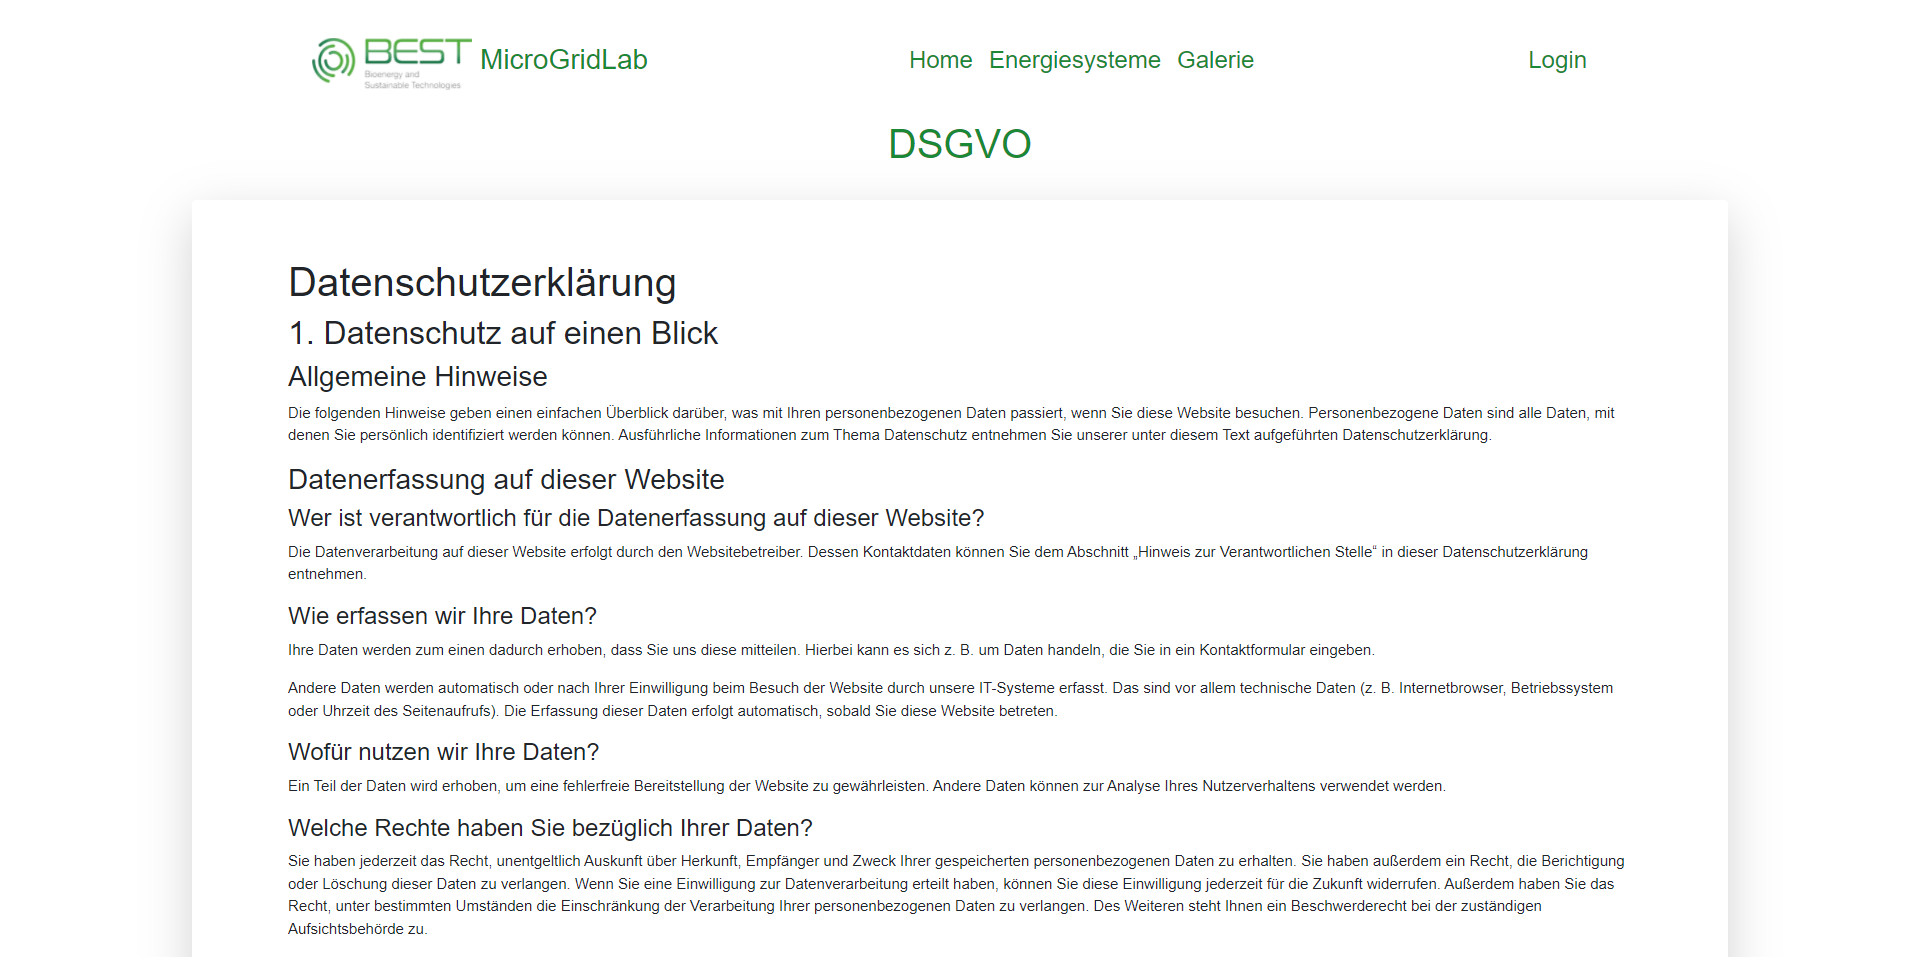 BEST
Bioenergy and
Sustainable Technologies
MicroGridLab
Home Energiesysteme Galerie
Login
DSGVO
Datenschutzerklärung
1. Datenschutz auf einen Blick
Allgemeine Hinweise
Die folgenden Hinweise geben einen einfachen Überblick darüber, was mit Ihren personenbezogenen Daten passiert, wenn Sie diese Website besuchen. Personenbezogene Daten sind alle Daten, mit
denen Sie persönlich identifiziert werden können. Ausführliche Informationen zum Thema Datenschutz entnehmen Sie unserer unter diesem Text aufgeführten Datenschutzerklärung.
Datenerfassung auf dieser Website
Wer ist verantwortlich für die Datenerfassung auf dieser Website?
Die Datenverarbeitung auf dieser Website erfolgt durch den Websitebetreiber. Dessen Kontaktdaten können Sie dem Abschnitt „Hinweis zur Verantwortlichen Stelle“ in dieser Datenschutzerklärung
entnehmen.
Wie erfassen wir Ihre Daten?
Ihre Daten werden zum einen dadurch erhoben, dass Sie uns diese mitteilen. Hierbei kann es sich z. B. um Daten handeln, die Sie in ein Kontaktformular eingeben.
Andere Daten werden automatisch oder nach Ihrer Einwilligung beim Besuch der Website durch unsere IT-Systeme erfasst. Das sind vor allem technische Daten (z. B. Internetbrowser, Betriebssystem
oder Uhrzeit des Seitenaufrufs). Die Erfassung dieser Daten erfolgt automatisch, sobald Sie diese Website betreten.
Wofür nutzen wir Ihre Daten?
Ein Teil der Daten wird erhoben, um eine fehlerfreie Bereitstellung der Website zu gewährleisten. Andere Daten können zur Analyse Ihres Nutzerverhaltens verwendet werden.
Welche Rechte haben Sie bezüglich Ihrer Daten?
Sie haben jederzeit das Recht, unentgeltlich Auskunft über Herkunft, Empfänger und Zweck Ihrer gespeicherten personenbezogenen Daten zu erhalten. Sie haben außerdem ein Recht, die Berichtigung
oder Löschung dieser Daten zu verlangen. Wenn Sie eine Einwilligung zur Datenverarbeitung erteilt haben, können Sie diese Einwilligung jederzeit für die Zukunft widerrufen. Außerdem haben Sie das
Recht, unter bestimmten Umständen die Einschränkung der Verarbeitung Ihrer personenbezogenen Daten zu verlangen. Des Weiteren steht Ihnen ein Beschwerderecht bei der zuständigen
Aufsichtsbehörde zu.